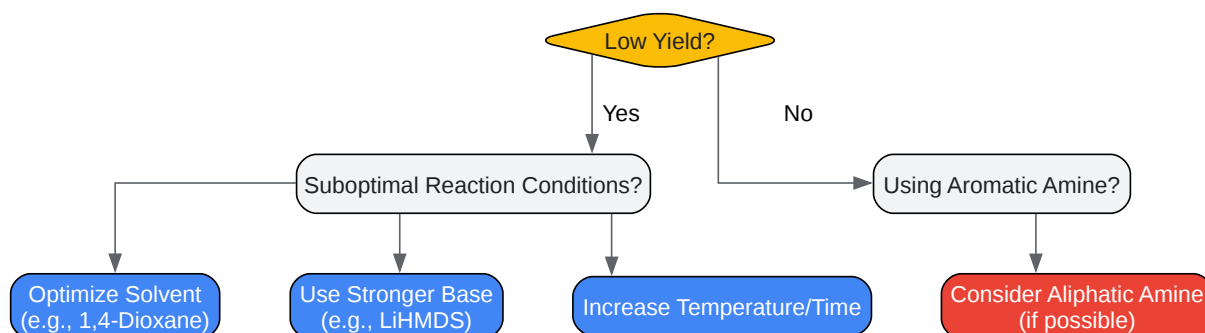 Low Yield?
Yes
No
Suboptimal Reaction Conditions?
Using Aromatic Amine?
Optimize Solvent
(e.g., 1,4-Dioxane)
Use Stronger Base
(e.g., LiHMDS)
Increase Temperature/Time
Consider Aliphatic Amine
(if possible)